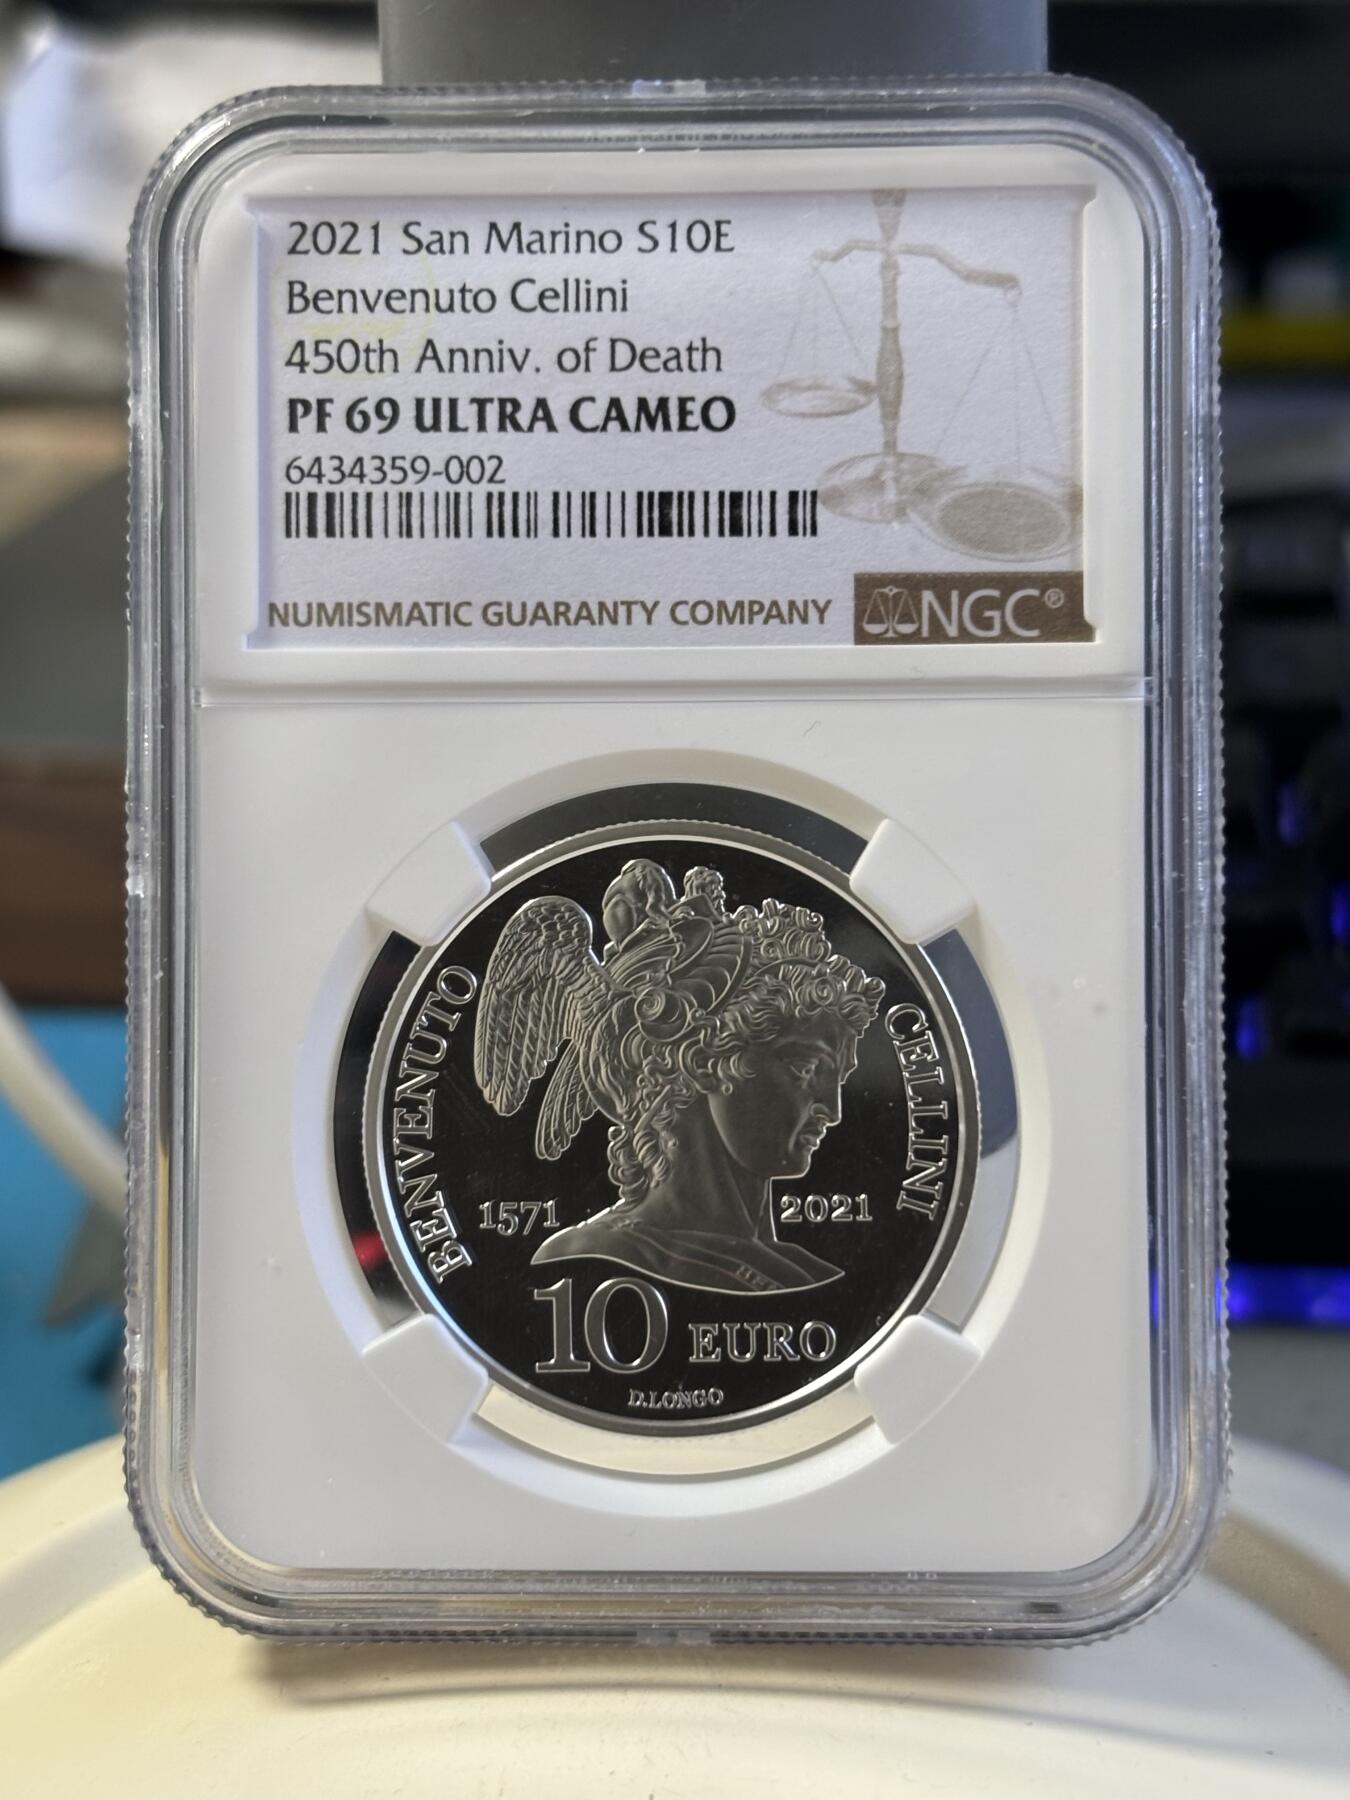 2021 San Marino S10E
Benvenuto Cellini
450th Anniv. of Death
PF 69 ULTRA CAMEO
6434359-002
NUMISMATIC GUARANTY COMPANY
NGC®
BENVENUTO
CELLINI
1571
2021
10 EURO
D.LONGO